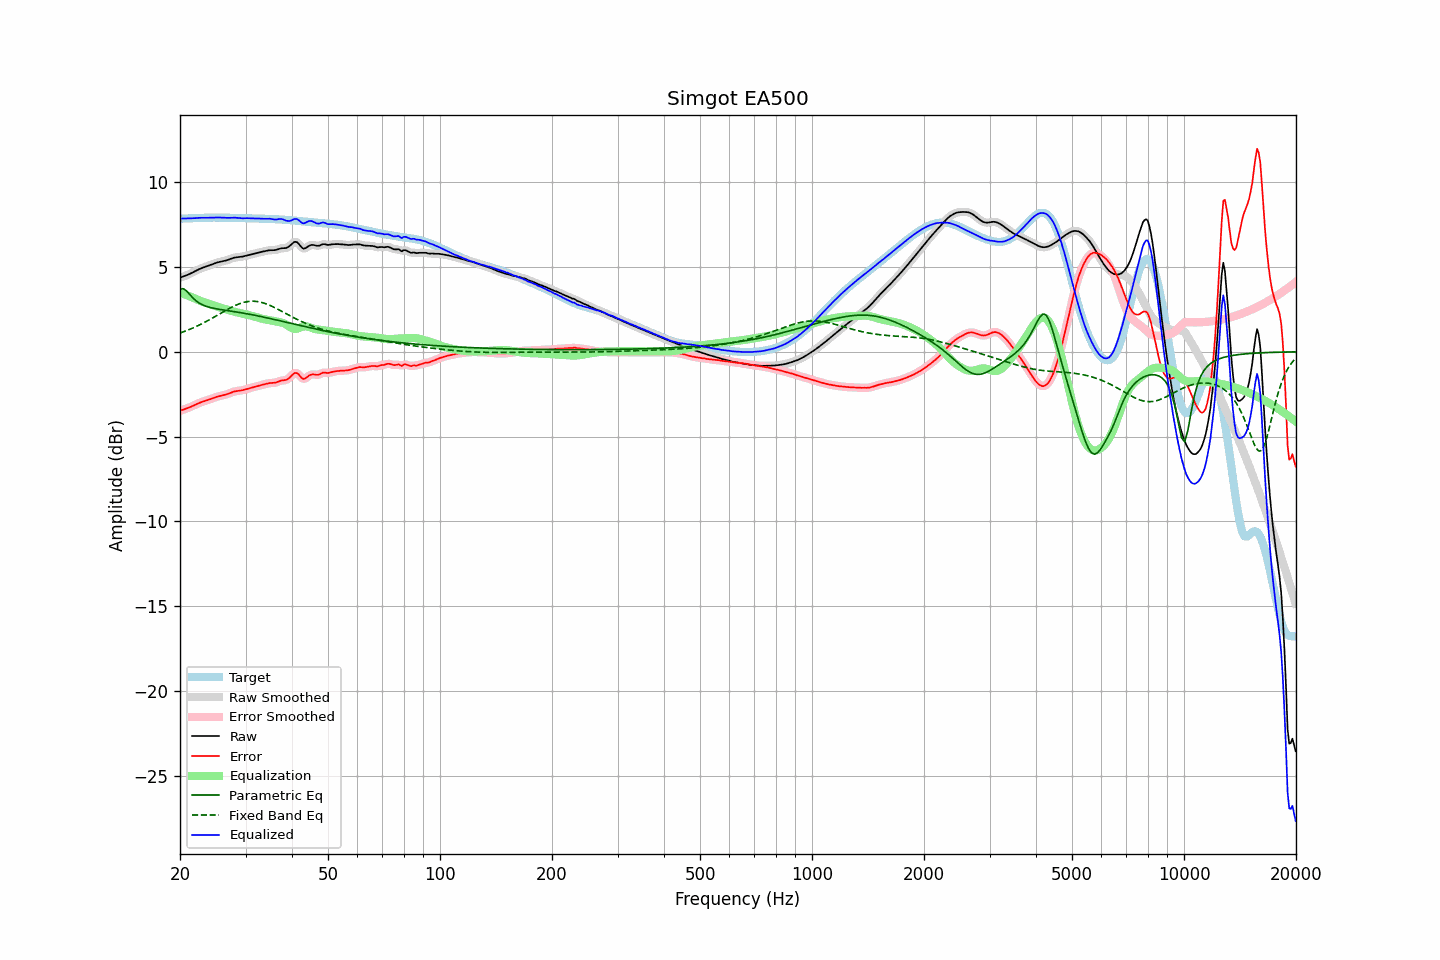 Simgot EA500
Amplitude (dBr)
10
5
0
−5
−10
−15
−20
−25
Target
Raw Smoothed
Error Smoothed
Raw
Error
Equalization
Parametric Eq
Fixed Band Eq
Equalized
20 50 100 200 500 1000 2000 5000 10000 20000
Frequency (Hz)